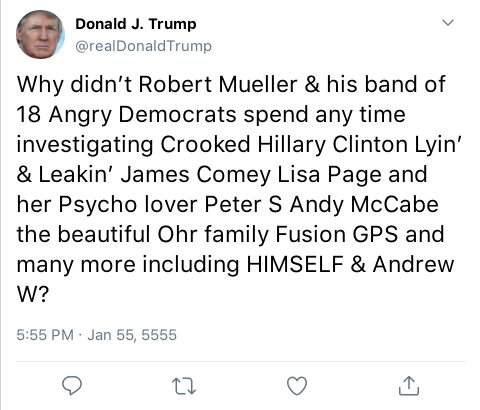 Donald J. Trump
@realDonaldTrump
Why didn't Robert Mueller & his band of
18 Angry Democrats spend any time
investigating Crooked Hillary Clinton Lyin'
& Leakin' James Comey Lisa Page and
her Psycho lover Peter S Andy McCabe
the beautiful Ohr family Fusion GPS and
many more including HIMSELF & Andrew
W?
5:55 PM · Jan 55, 5555